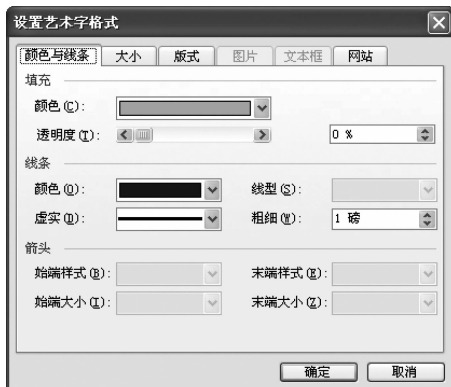 设置艺术字格式
颜色与线条 大小 版式 图片 文本框 网站
填充
颜色(C):
透明度(T): 0 %
线条
颜色(O): 线型(S):
虚实(D): 粗细(W): 1 磅
箭头
始端样式(B): 末端样式(E):
始端大小(I): 末端大小(Z):
确定 取消